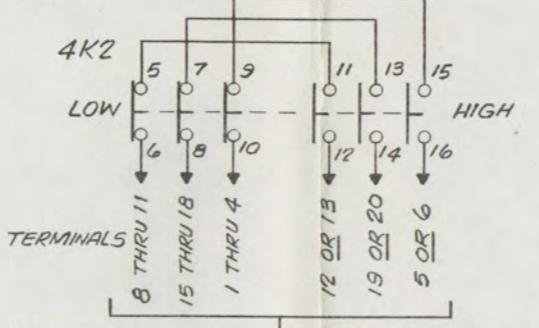 4K2
5 7 9 11 13 15
LOW HIGH
6 8 10 12 14 16
TERMINALS
8 THRU 11
15 THRU 18
1 THRU 4
12 OR 13
19 OR 20
5 OR 6